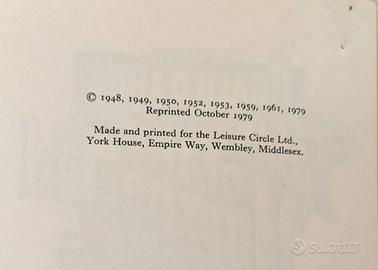 © 1948, 1949, 1950, 1952, 1953, 1959, 1961, 1979
Reprinted October 1979
Made and printed for the Leisure Circle Ltd.,
York House, Empire Way, Wembley, Middlesex.
subito